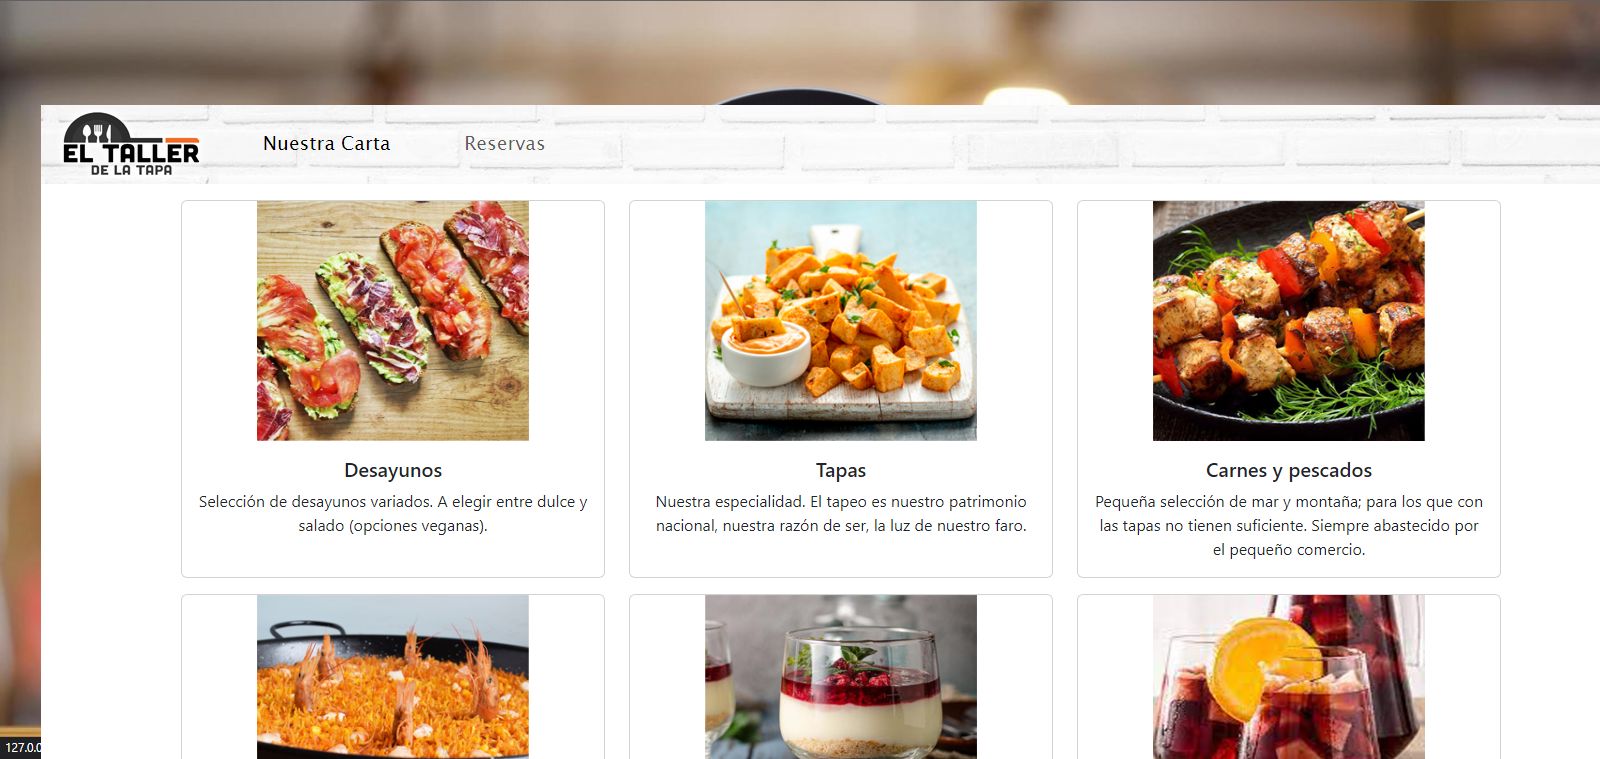 EL TALLER
DE LA TAPA
Nuestra Carta
Reservas
Desayunos
Selección de desayunos variados. A elegir entre dulce y
salado (opciones veganas).
Tapas
Nuestra especialidad. El tapeo es nuestro patrimonio
nacional, nuestra razón de ser, la luz de nuestro faro.
Carnes y pescados
Pequeña selección de mar y montaña; para los que con
las tapas no tienen suficiente. Siempre abastecido por
el pequeño comercio.
127.0.0